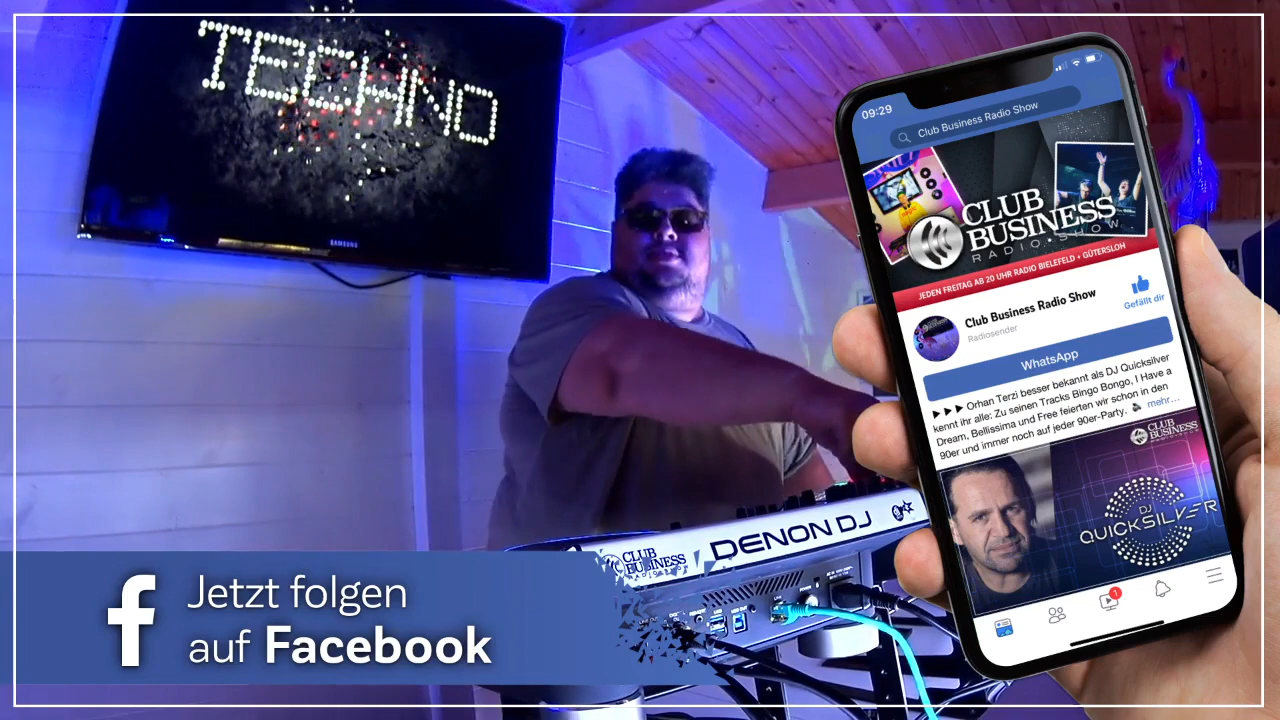 TECHNO
SAMSUNG
09:29
Club Business Radio Show
CLUB
BUSINESS
RADIO•SHOW
JEDEN FREITAG AB 20 UHR RADIO BIELEFELD + GÜTERSLOH
Club Business Radio Show
Radiosender
Gefällt dir
WhatsApp
▶ ▶ ▶ Orhan Terzi besser bekannt als DJ Quicksilver
kennt ihr alle: Zu seinen Tracks Bingo Bongo, I Have a
Dream, Bellissima und Free feierten wir schon in den
90er und immer noch auf jeder 90er-Party. mehr...
CLUB
BUSINESS
DJ
QUICKSILVER
1
DENON DJ
CLUB
BUSINESS
Jetzt folgen
auf Facebook